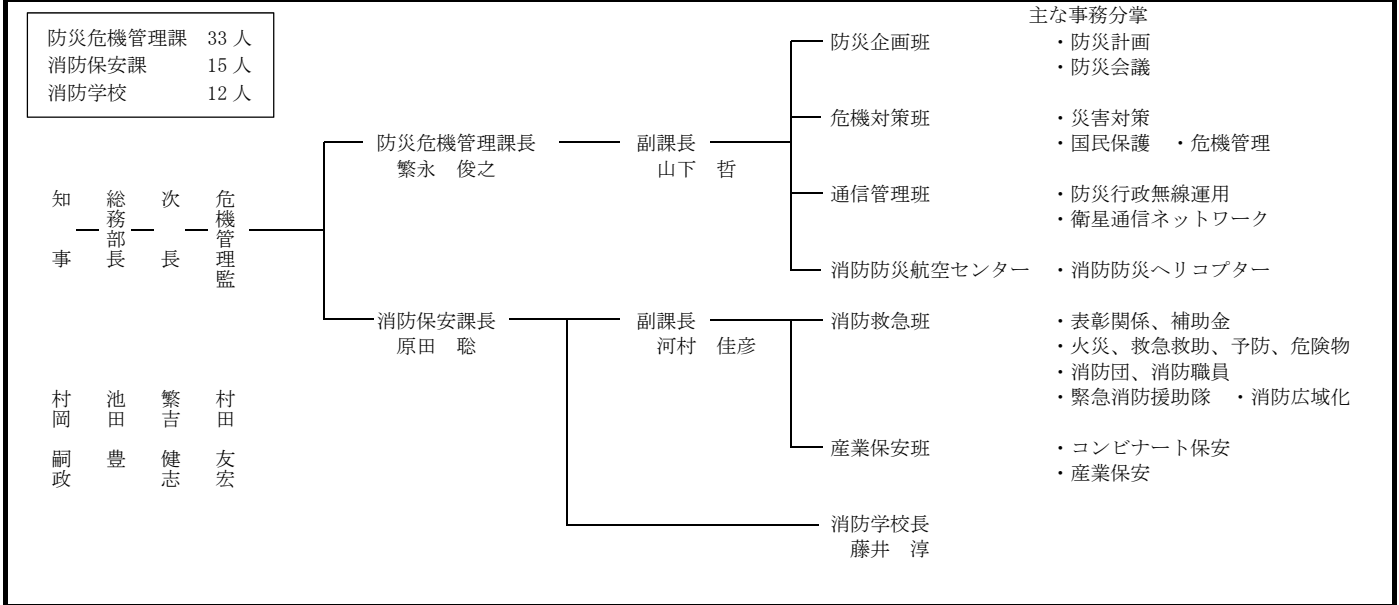 防災危機管理課 33人
消防保安課 15人
消防学校 12人
知事
総務部長
次長
危機管理監
村岡 嗣政
池田 豊
繁吉 健志
村田 友宏
防災危機管理課長
繁永 俊之
副課長
山下 哲
消防保安課長
原田 聡
副課長
河村 佳彦
主な事務分掌
防災企画班 ・防災計画
・防災会議
危機対策班 ・災害対策
・国民保護 ・危機管理
通信管理班 ・防災行政無線運用
・衛星通信ネットワーク
消防防災航空センター ・消防防災ヘリコプター
消防救急班 ・表彰関係、補助金
・火災、救急救助、予防、危険物
・消防団、消防職員
・緊急消防援助隊 ・消防広域化
産業保安班 ・コンビナート保安
・産業保安
消防学校長
藤井 淳